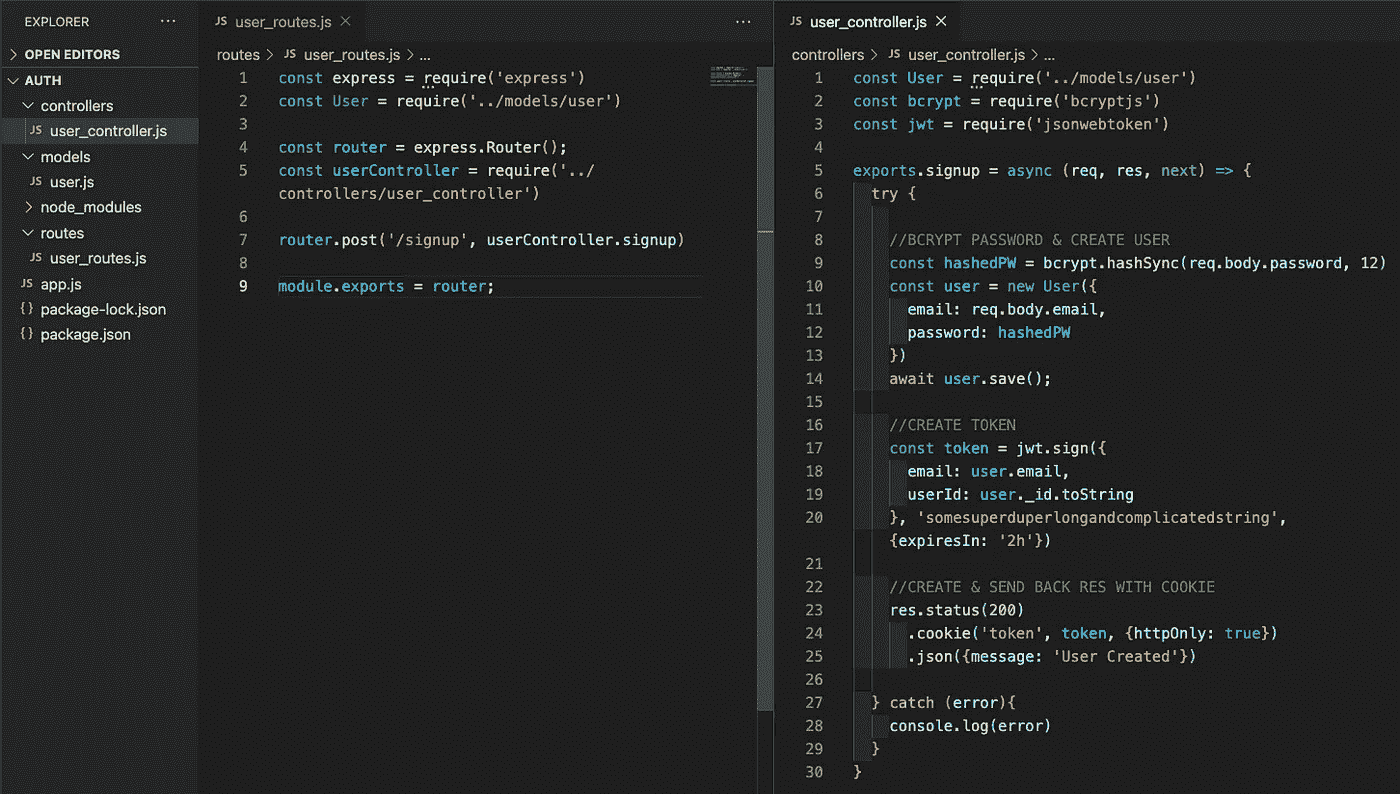 EXPLORER
OPEN EDITORS
AUTH
controllers
JS user_controller.js
models
JS user.js
node_modules
routes
JS user_routes.js
JS app.js
{} package-lock.json
{} package.json
JS user_routes.js
routes > JS user_routes.js > ...
1 const express = require('express')
2 const User = require('../models/user')
3
4 const router = express.Router();
5 const userController = require('../
controllers/user_controller')
6
7 router.post('/signup', userController.signup)
8
9 module.exports = router;
JS user_controller.js
controllers > JS user_controller.js > ...
1 const User = require('../models/user')
2 const bcrypt = require('bcryptjs')
3 const jwt = require('jsonwebtoken')
4
5 exports.signup = async (req, res, next) => {
6 try {
7
8 //BCRYPT PASSWORD & CREATE USER
9 const hashedPW = bcrypt.hashSync(req.body.password, 12)
10 const user = new User({
11 email: req.body.email,
12 password: hashedPW
13 })
14 await user.save();
15
16 //CREATE TOKEN
17 const token = jwt.sign({
18 email: user.email,
19 userId: user._id.toString
20 }, 'somesuperduperlongandcomplicatedstring',
{expiresIn: '2h'})
21
22 //CREATE & SEND BACK RES WITH COOKIE
23 res.status(200)
24 .cookie('token', token, {httpOnly: true})
25 .json({message: 'User Created'})
26
27 } catch (error){
28 console.log(error)
29 }
30 }